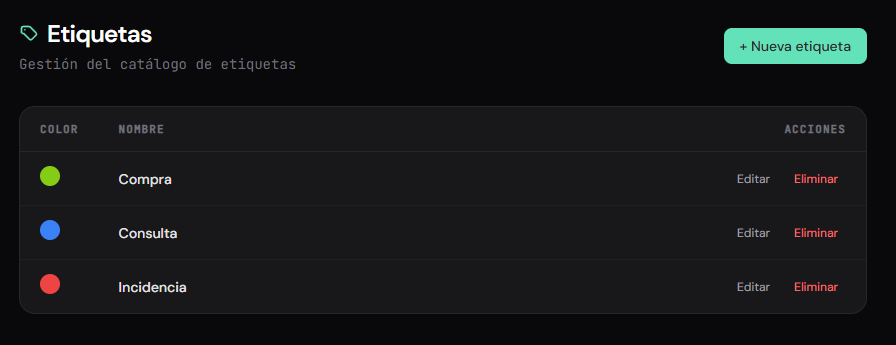 Etiquetas
Gestión del catálogo de etiquetas
+ Nueva etiqueta
COLOR NOMBRE ACCIONES
Compra Editar Eliminar
Consulta Editar Eliminar
Incidencia Editar Eliminar